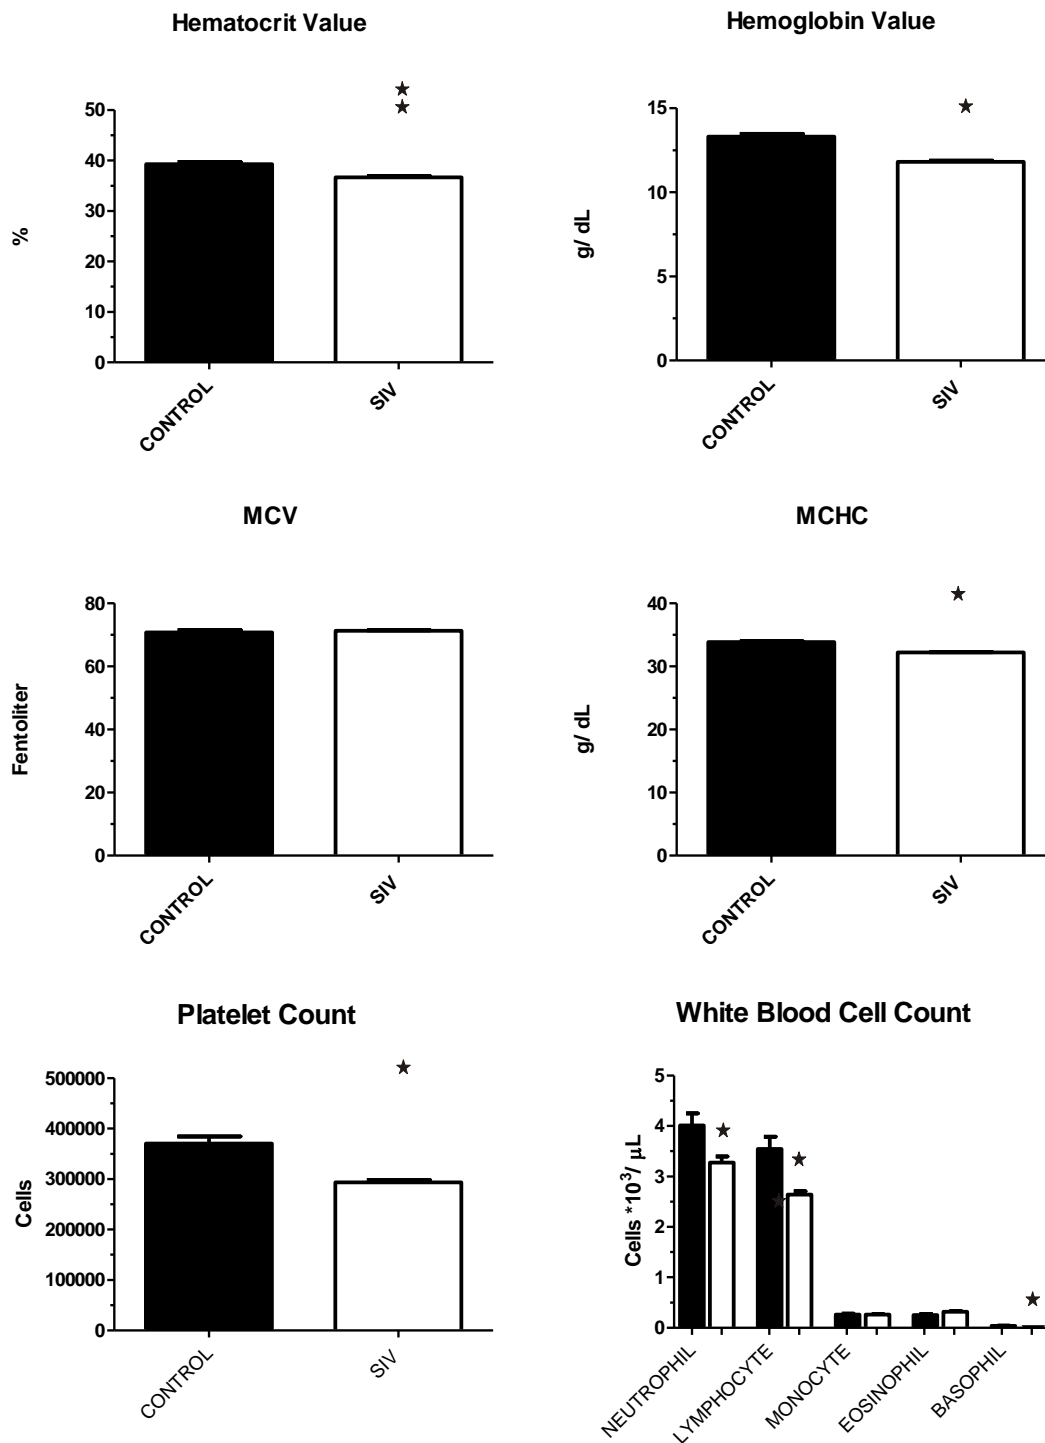 Hematocrit Value
50
40
30
20
10
0
%
CONTROL
SIV
Hemoglobin Value
15
10
5
0
g/ dL
CONTROL
SIV
MCV
80
60
40
20
0
Fentoliter
CONTROL
SIV
MCHC
40
30
20
10
0
g/ dL
CONTROL
SIV
Platelet Count
500000
400000
300000
200000
100000
0
Cells
CONTROL
SIV
White Blood Cell Count
5
4
3
2
1
0
Cells *10³/ µL
NEUTROPHIL
LYMPHOCYTE
MONOCYTE
EOSINOPHIL
BASOPHIL